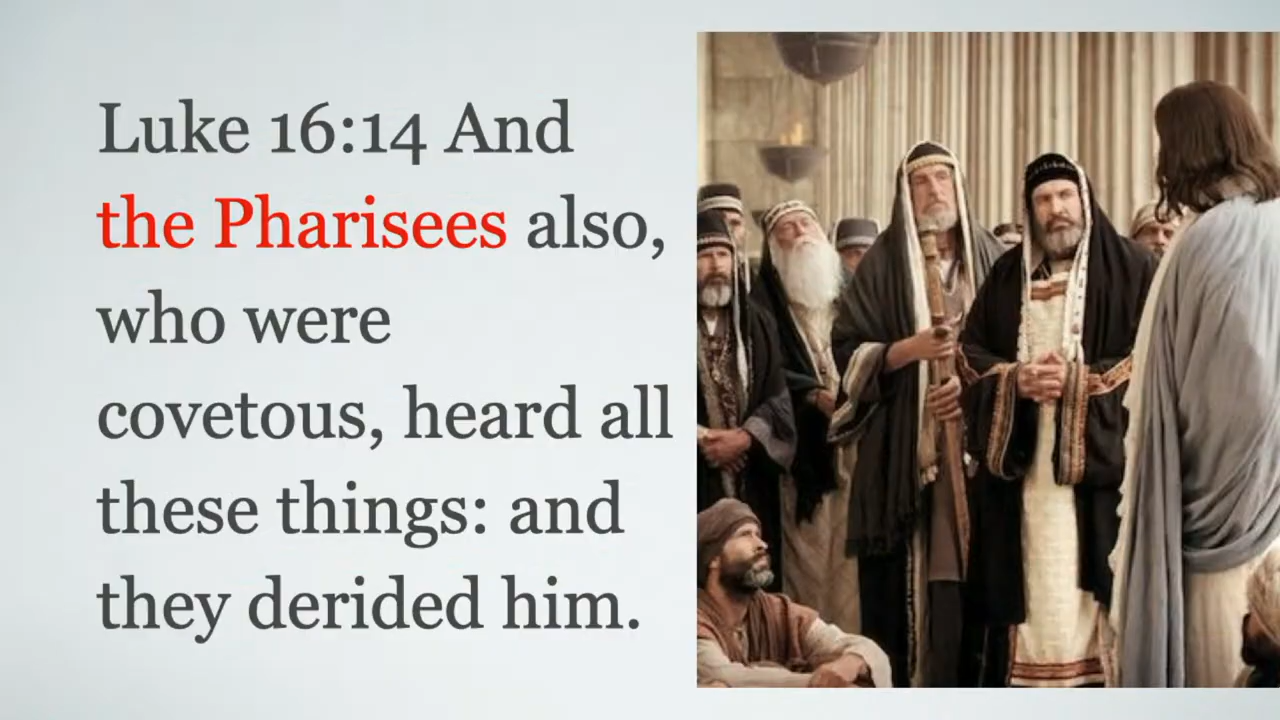 Luke 16:14 And
the Pharisees also,
who were
covetous, heard all
these things: and
they derided him.